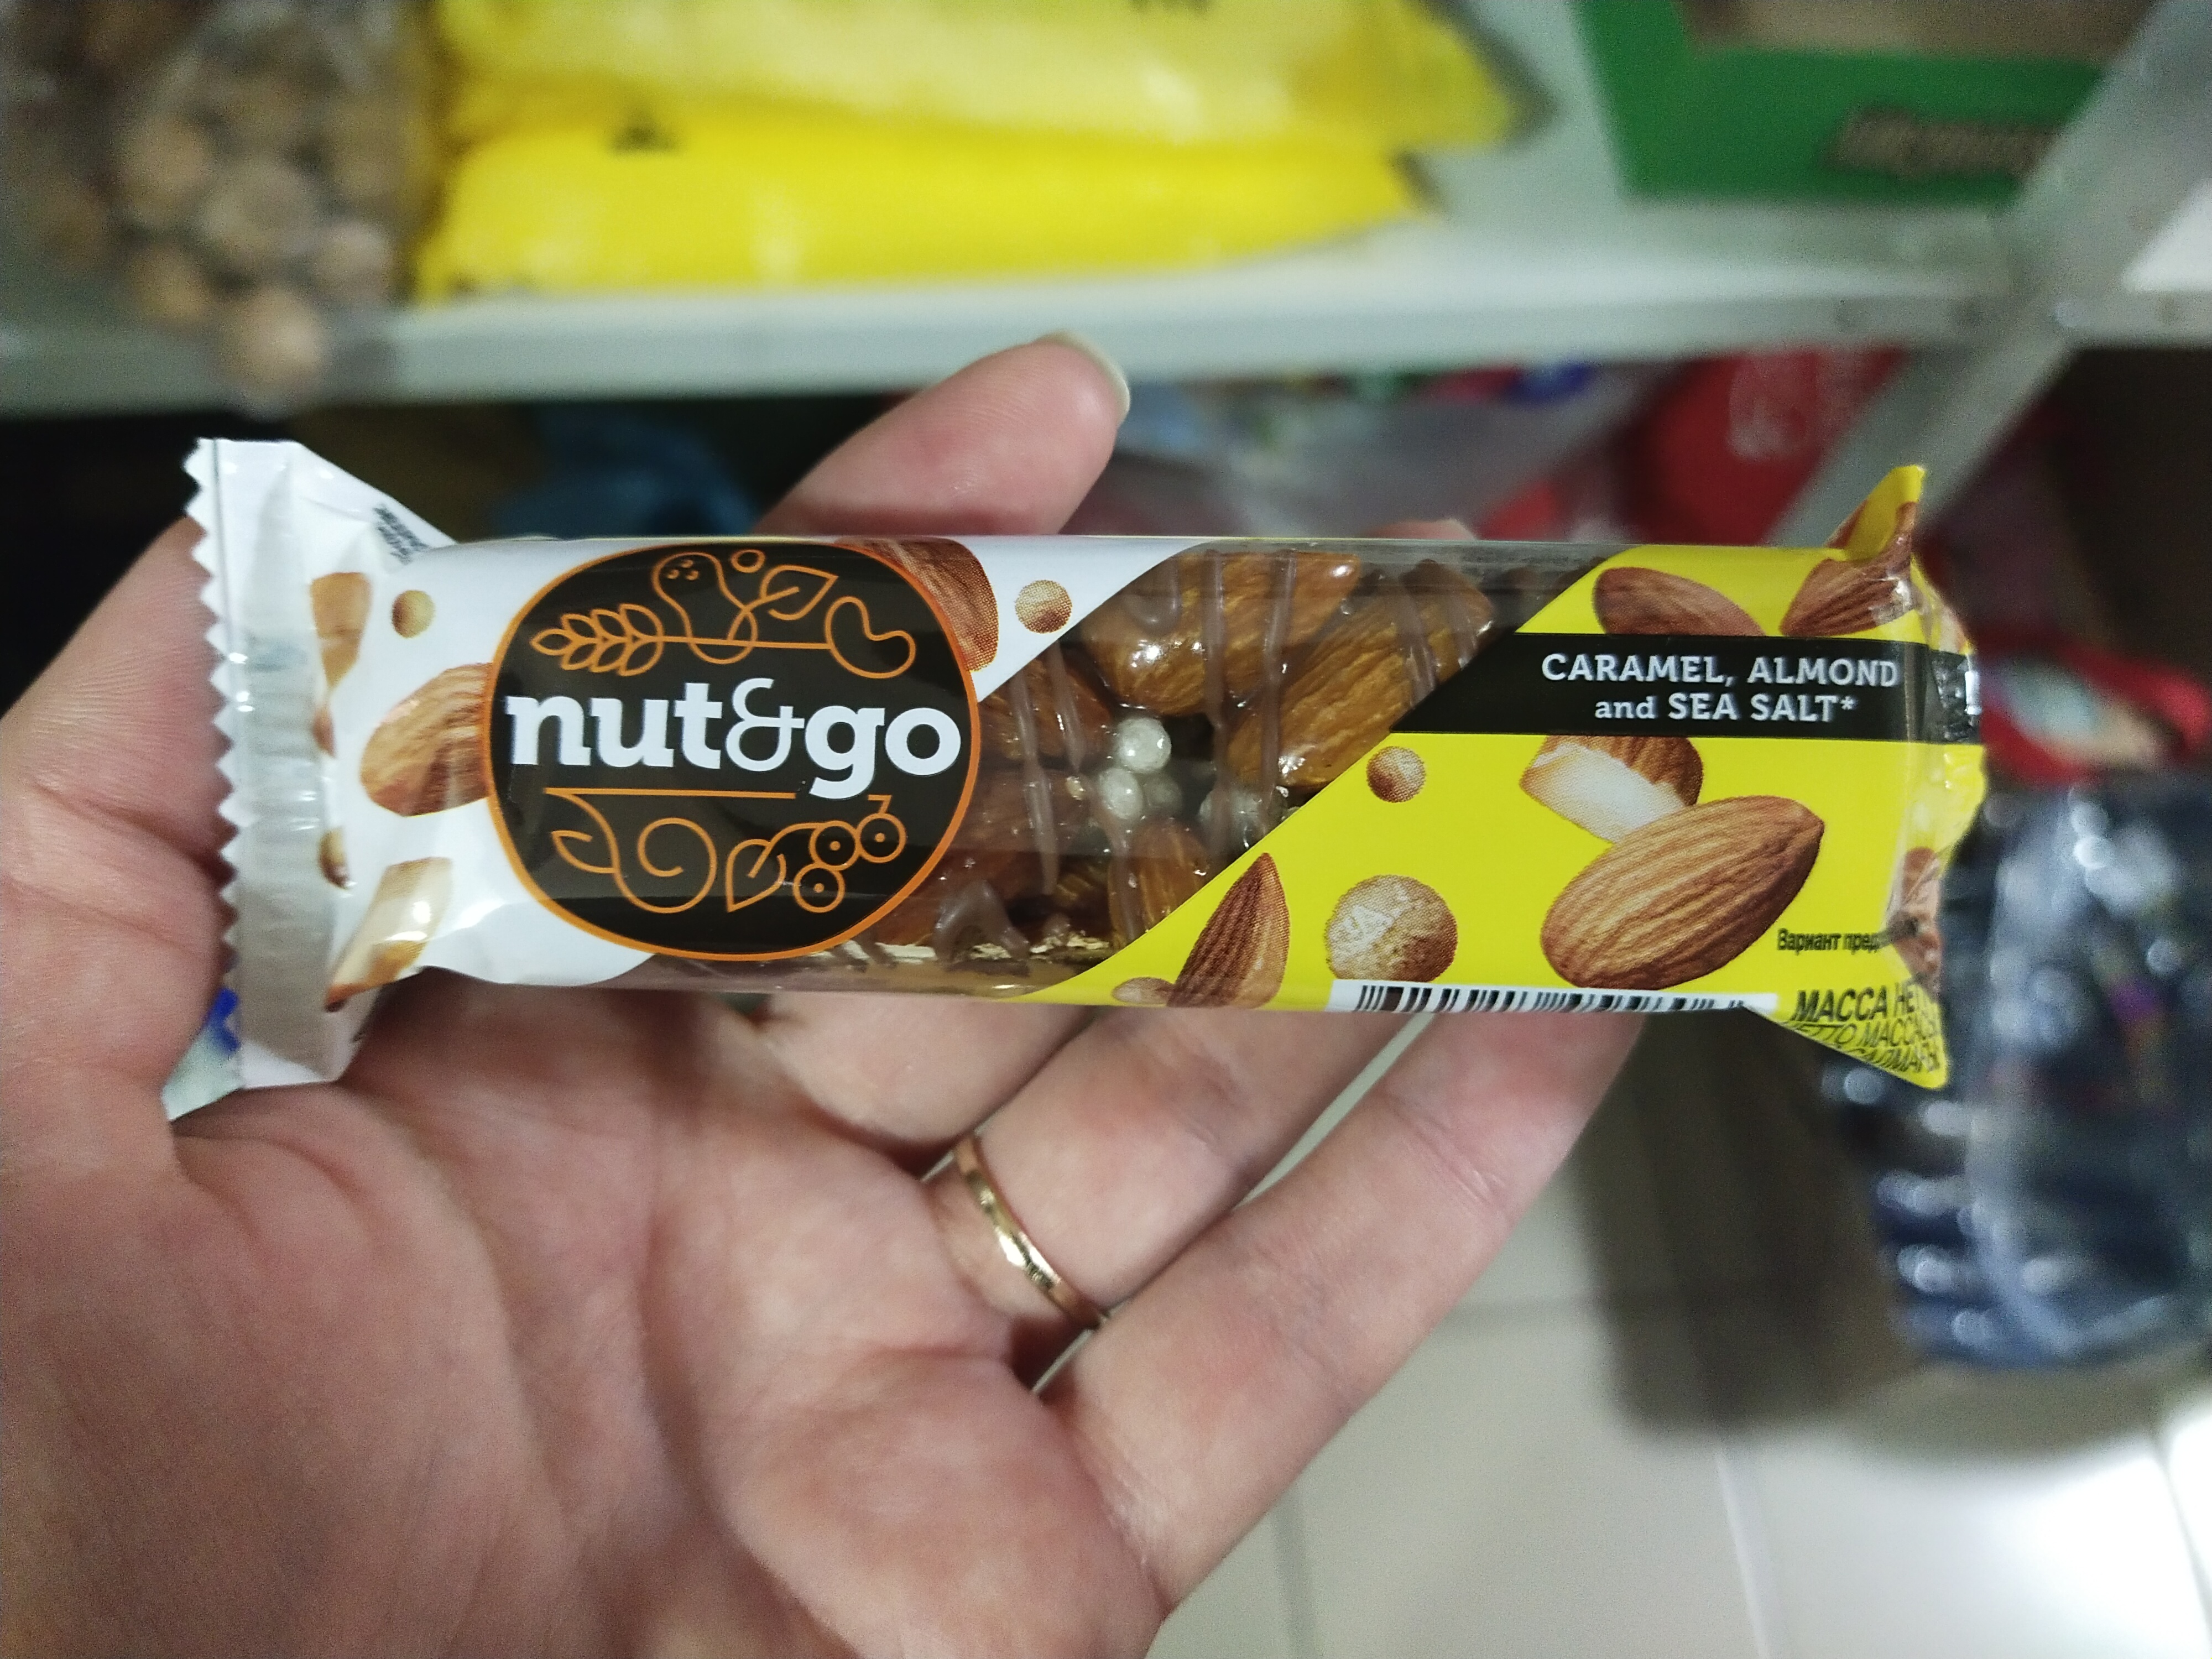 nut&go
CARAMEL, ALMOND
and SEA SALT*
Вариант
МАССА